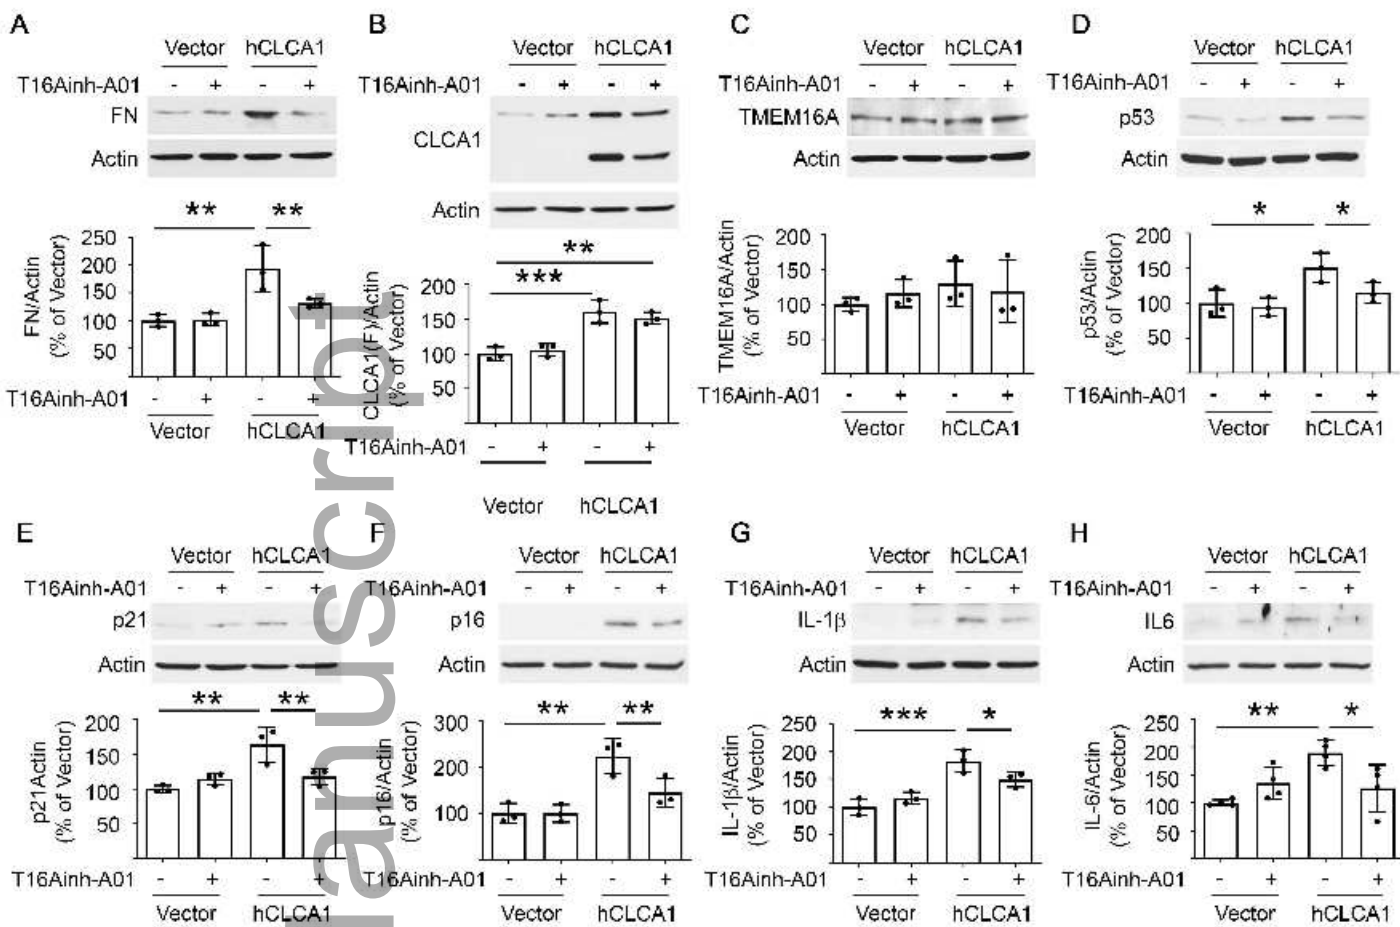 A
Vector hCLCA1
T16Ainh-A01 - + - +
FN
Actin
** **
FN/Actin
(% of Vector)
250
200
150
100
50
T16Ainh-A01 - + - +
Vector hCLCA1
B
Vector hCLCA1
T16Ainh-A01 - + - +
CLCA1
Actin
**
***
CLCA1(F)/Actin
(% of Vector)
200
150
100
50
T16Ainh-A01 - + - +
Vector hCLCA1
C
Vector hCLCA1
T16Ainh-A01 - + - +
TMEM16A
Actin
TMEM16A/Actin
(% of Vector)
200
150
100
50
T16Ainh-A01 - + - +
Vector hCLCA1
D
Vector hCLCA1
T16Ainh-A01 - + - +
p53
Actin
* *
p53/Actin
(% of Vector)
200
150
100
50
T16Ainh-A01 - + - +
Vector hCLCA1
E
Vector hCLCA1
T16Ainh-A01 - + - +
p21
Actin
** **
p21Actin
(% of Vector)
200
150
100
50
T16Ainh-A01 - + - +
Vector hCLCA1
F
Vector hCLCA1
T16Ainh-A01 - + - +
p16
Actin
** **
p16/Actin
(% of Vector)
300
200
100
T16Ainh-A01 - + - +
Vector hCLCA1
G
Vector hCLCA1
T16Ainh-A01 - + - +
IL-1β
Actin
*** *
IL-1β/Actin
(% of Vector)
250
200
150
100
50
T16Ainh-A01 - + - +
Vector hCLCA1
H
Vector hCLCA1
T16Ainh-A01 - + - +
IL6
Actin
** *
IL-6/Actin
(% of Vector)
250
200
150
100
50
T16Ainh-A01 - + - +
Vector hCLCA1
anuscript